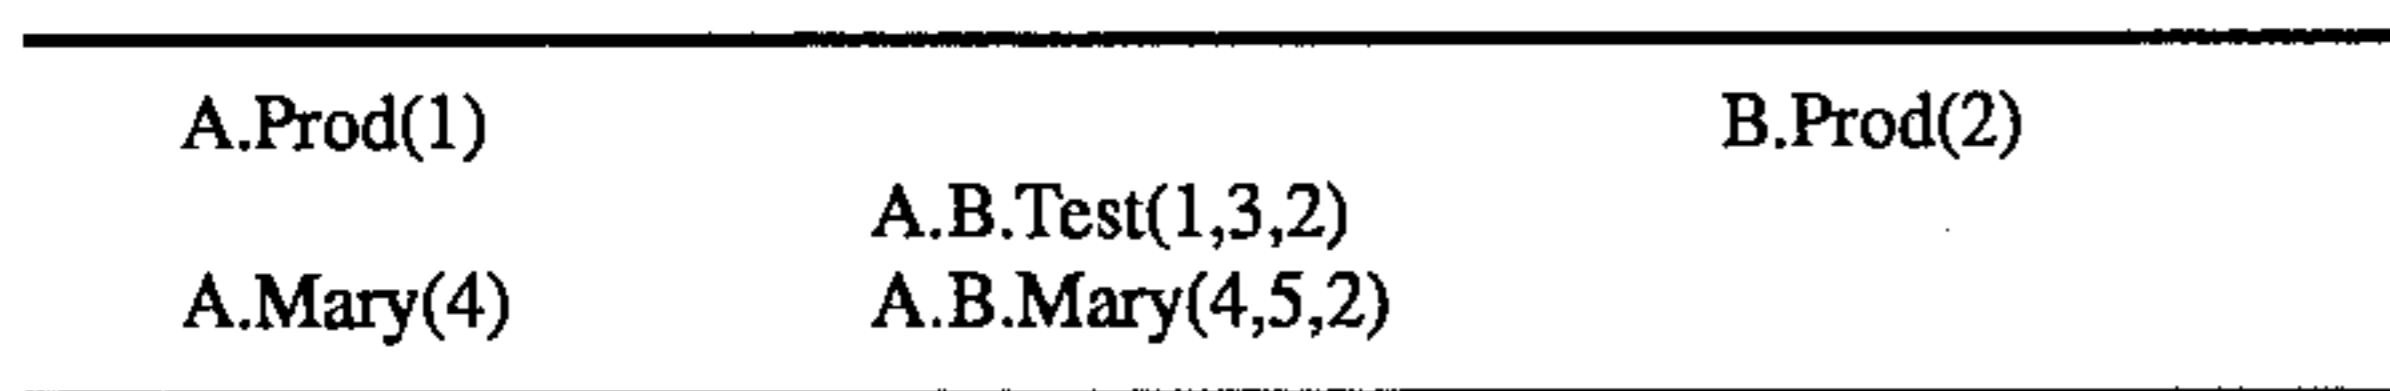 A.Prod(1) B.Prod(2)
A.B.Test(1,3,2)
A.Mary(4) A.B.Mary(4,5,2)